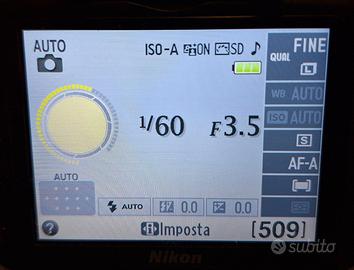 AUTO ISO-A ON SD
QUAL FINE
L
1/60 F3.5
WB AUTO
ISO AUTO
S
AUTO AF-A
AUTO 0.0 0.0
? i Imposta [509]
Nikon
subito